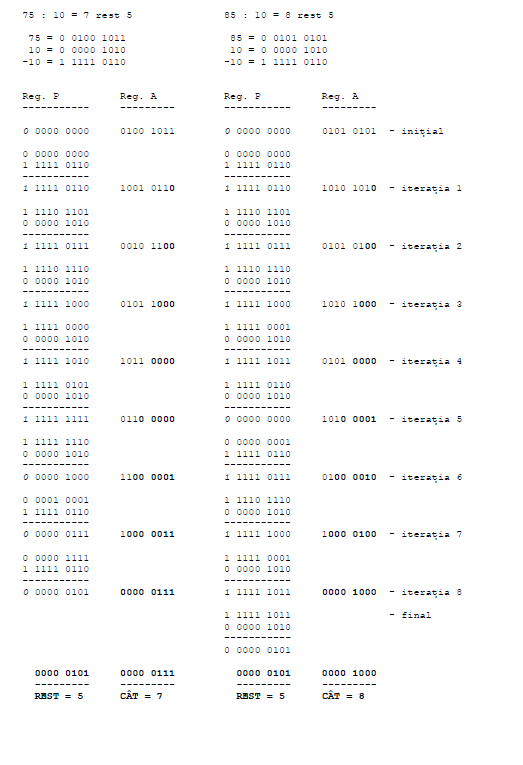 75 : 10 = 7 rest 5          85 : 10 = 8 rest 5
 75 = 0 0100 1011            85 = 0 0101 0101
 10 = 0 0000 1010            10 = 0 0000 1010
-10 = 1 1111 0110           -10 = 1 1111 0110
Reg. P          Reg. A          Reg. P          Reg. A
-----------     ---------       -----------     ---------
0 0000 0000     0100 1011       0 0000 0000     0101 0101  - iniţial
0 0000 0000                     0 0000 0000
1 1111 0110                     1 1111 0110
-----------                     -----------
1 1111 0110     1001 0110       1 1111 0110     1010 1010  - iteraţia 1
1 1110 1101                     1 1110 1101
0 0000 1010                     0 0000 1010
-----------                     -----------
1 1111 0111     0010 1100       1 1111 0111     0101 0100  - iteraţia 2
1 1110 1110                     1 1110 1110
0 0000 1010                     0 0000 1010
-----------                     -----------
1 1111 1000     0101 1000       1 1111 1000     1010 1000  - iteraţia 3
1 1111 0000                     1 1111 0001
0 0000 1010                     0 0000 1010
-----------                     -----------
1 1111 1010     1011 0000       1 1111 1011     0101 0000  - iteraţia 4
1 1111 0101                     1 1111 0110
0 0000 1010                     0 0000 1010
-----------                     -----------
1 1111 1111     0110 0000       0 0000 0000     1010 0001  - iteraţia 5
1 1111 1110                     0 0000 0001
0 0000 1010                     1 1111 0110
-----------                     -----------
0 0000 1000     1100 0001       1 1111 0111     0100 0010  - iteraţia 6
0 0001 0001                     1 1110 1110
1 1111 0110                     0 0000 1010
-----------                     -----------
0 0000 0111     1000 0011       1 1111 1000     1000 0100  - iteraţia 7
0 0000 1111                     1 1111 0001
1 1111 0110                     0 0000 1010
-----------                     -----------
0 0000 0101     0000 0111       1 1111 1011     0000 1000  - iteraţia 8
                                1 1111 1011                - final
                                0 0000 1010
                                -----------
                                0 0000 0101
  0000 0101     0000 0111         0000 0101     0000 1000
  ---------     ---------         ---------     ---------
  REST = 5      CÂT = 7           REST = 5      CÂT = 8